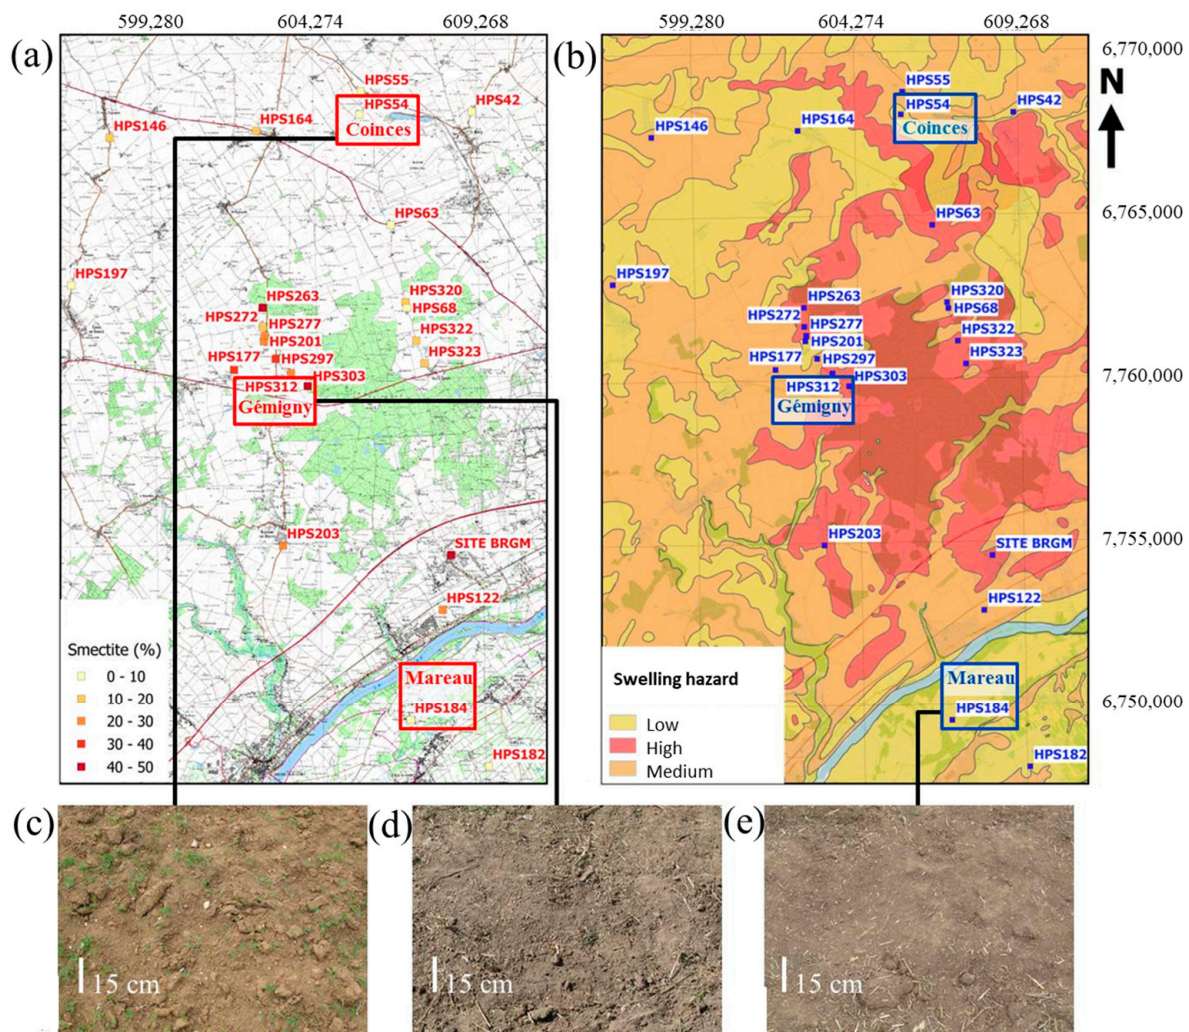 599,280 604,274 609,268 599,280 604,274 609,268
(a) (b)
6,770,000
N
HPS55 HPS55
HPS54 HPS42 HPS54 HPS42
HPS146 HPS164 Coinces HPS146 HPS164 Coinces
6,765,000
HPS63 HPS63
HPS197 HPS197
HPS320 HPS320
HPS263 HPS68 HPS263 HPS68
HPS272 HPS277 HPS322 HPS272 HPS277 HPS322
HPS201 HPS323 HPS201 HPS323
HPS177 HPS297 HPS177 HPS297
7,760,000
HPS312 HPS303 HPS312 HPS303
Gémigny Gémigny
HPS203 HPS203
7,755,000
SITE BRGM SITE BRGM
HPS122 HPS122
Smectite (%)
0 - 10
10 - 20
20 - 30
30 - 40
40 - 50
Mareau Mareau
HPS184 HPS184
6,750,000
HPS182 HPS182
Swelling hazard
Low
High
Medium
(c) (d) (e)
15 cm 15 cm 15 cm